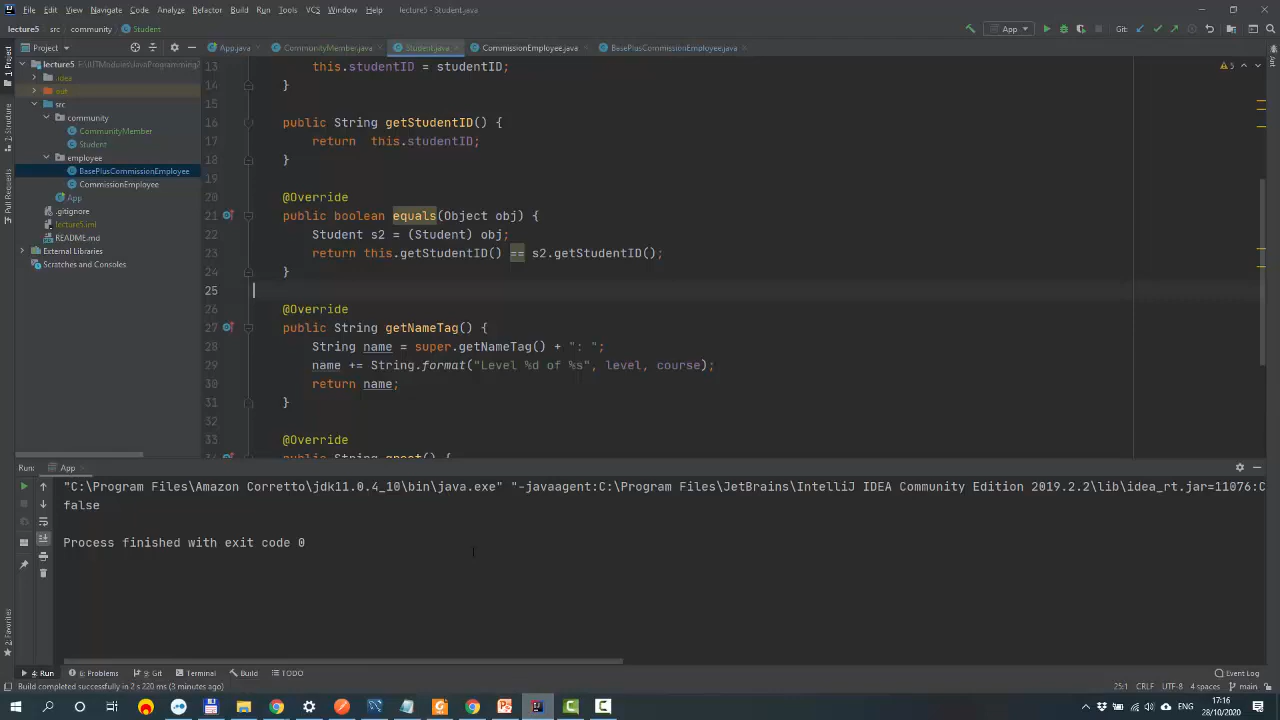 File Edit View Navigate Code Analyze Refactor Build Run Tools VCS Window Help lecture5 - Student.java
lecture5 src community Student App Git:
App.java CommunityMember.java Student.java CommissionEmployee.java BasePlusCommissionEmployee.java
1: Project
Z: Structure
Pull Requests
2: Favorites
Ant
Project
lecture5
.idea
out
src
community
CommunityMember
Student
employee
BasePlusCommissionEmployee
CommissionEmployee
App
.gitignore
lecture5.iml
README.md
External Libraries
Scratches and Consoles
5
13 this.studentID = studentID;
14 }
15
16 public String getStudentID() {
17 return this.studentID;
18 }
19
20 @Override
21 public boolean equals(Object obj) {
22 Student s2 = (Student) obj;
23 return this.getStudentID() == s2.getStudentID();
24 }
25
26 @Override
27 public String getNameTag() {
28 String name = super.getNameTag() + ": ";
29 name += String.format("Level %d of %s", level, course);
30 return name;
31 }
32
33 @Override
Run: App
"C:\Program Files\Amazon Corretto\jdk11.0.4_10\bin\java.exe" "-javaagent:C:\Program Files\JetBrains\IntelliJ IDEA Community Edition 2019.2.2\lib\idea_rt.jar=11076:C
false
Process finished with exit code 0
4: Run 6: Problems 9: Git Terminal Build TODO Event Log
Build completed successfully in 2 s 220 ms (3 minutes ago) 25:1 CRLF UTF-8 4 spaces main
ENG 17:16
28/10/2020